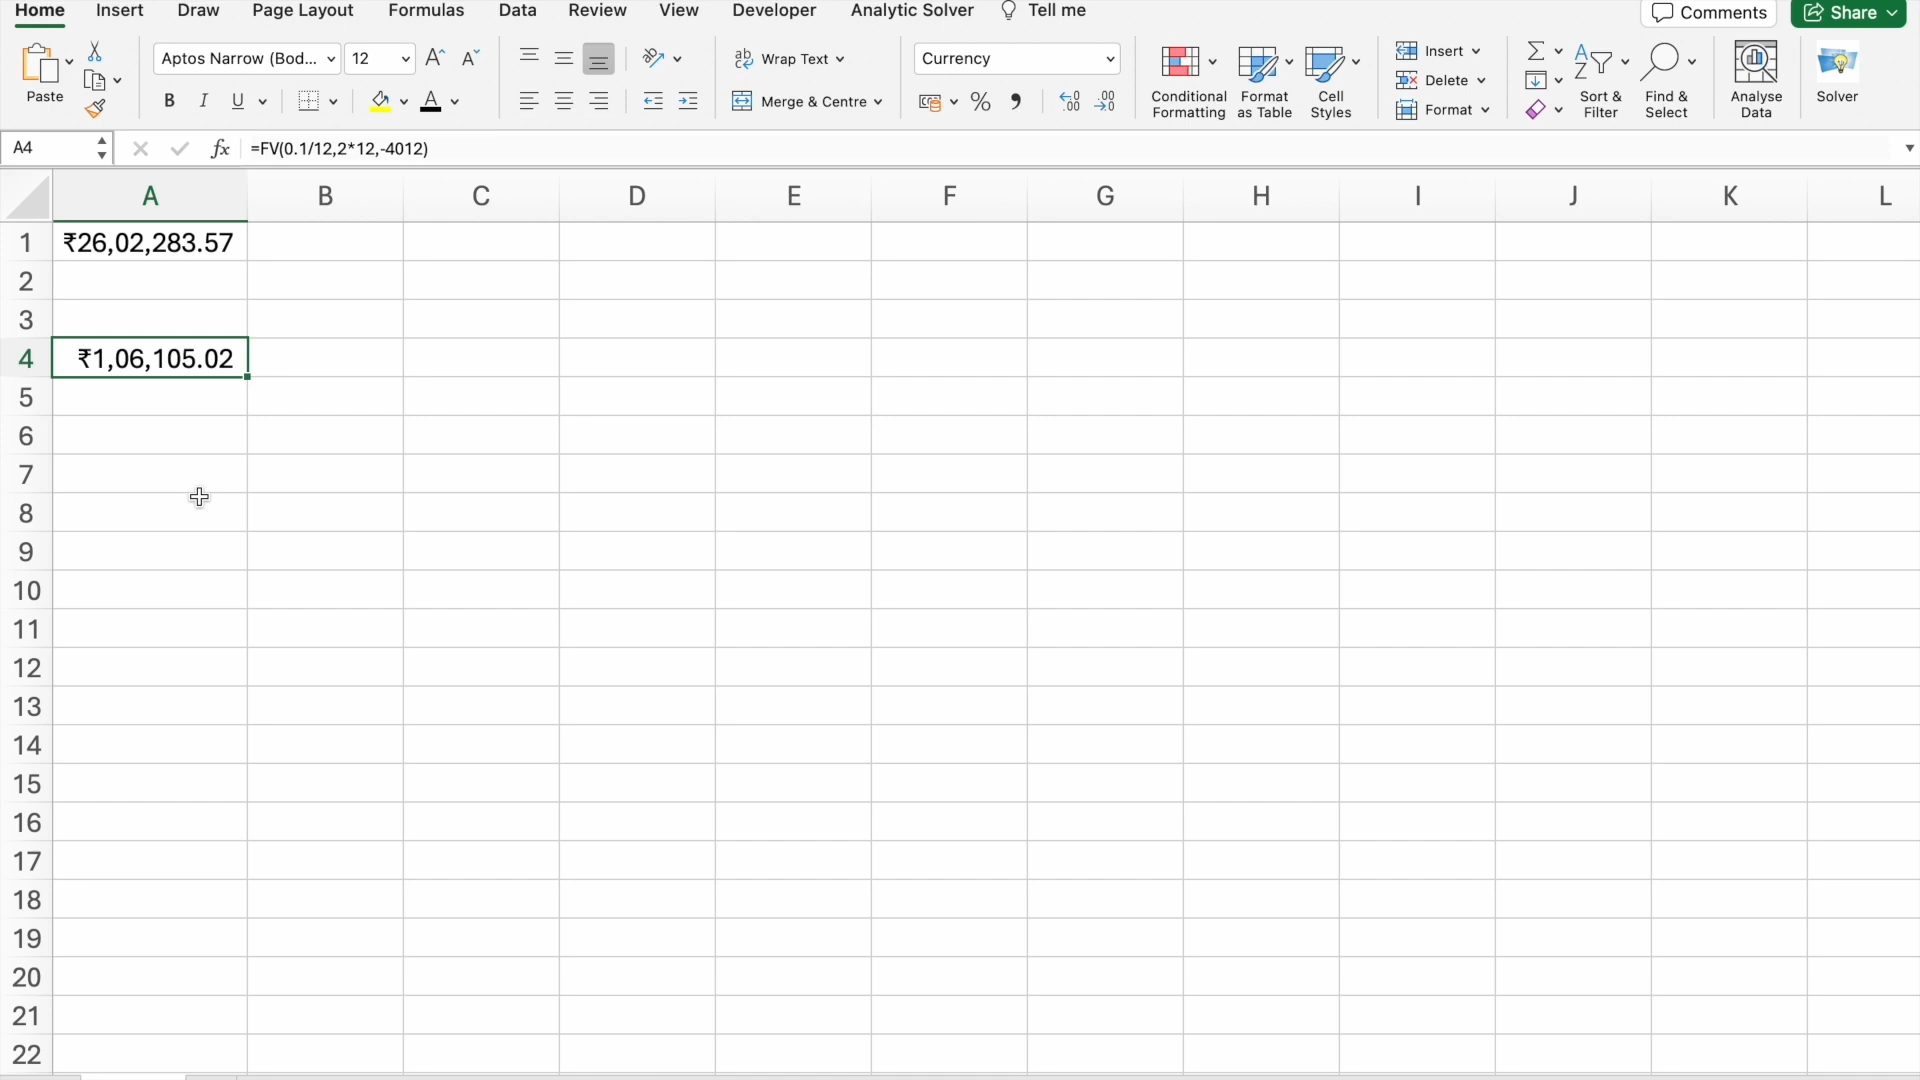 Home Insert Draw Page Layout Formulas Data Review View Developer Analytic Solver Tell me Comments Share
Paste
Aptos Narrow (Bod... 12
B I U
Wrap Text
Merge & Centre
Currency
Conditional Formatting
Format as Table
Cell Styles
Insert
Delete
Format
Sort & Filter
Find & Select
Analyse Data
Solver
A4 fx =FV(0.1/12,2*12,-4012)
A B C D E F G H I J K L
1 ₹26,02,283.57
2
3
4 ₹1,06,105.02
5
6
7
8
9
10
11
12
13
14
15
16
17
18
19
20
21
22